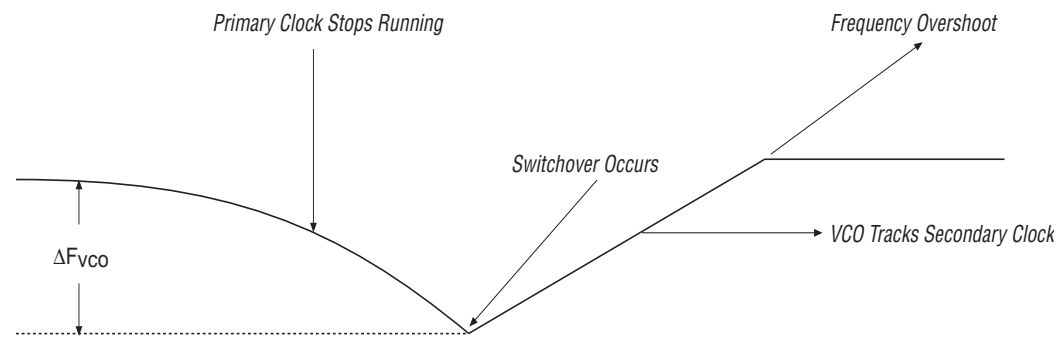 Primary Clock Stops Running
Frequency Overshoot
Switchover Occurs
VCO Tracks Secondary Clock
ΔFvco